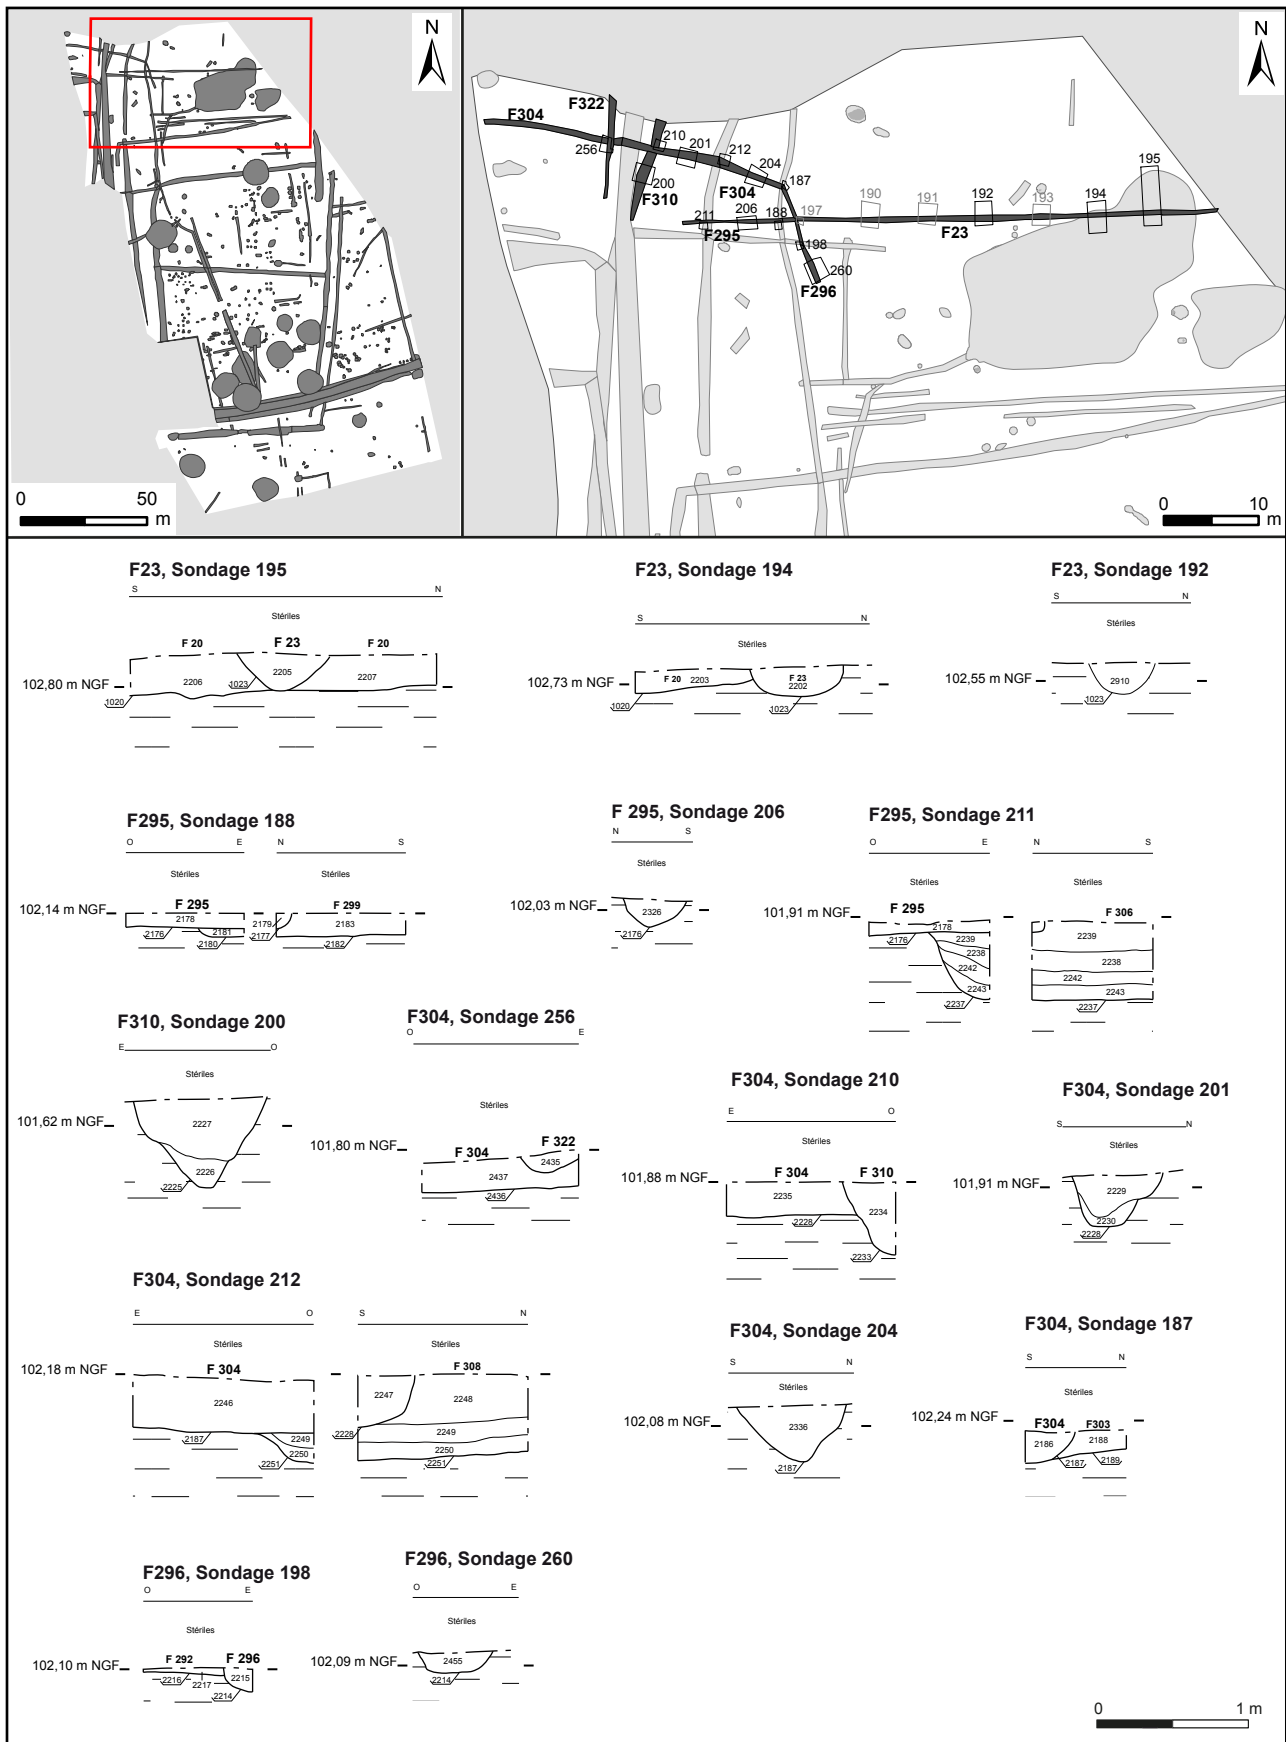 N
0 50
m
N
F322
F304
210
201
212
256
204
195
187
200
F304
F310
190
191
192
193
194
206
211
188
197
F295
F23
198
260
F296
0 10
m
F23, Sondage 195
S N
Stériles
F 20 F 23 F 20
2205
102,80 m NGF
2206 1023 2207
1020
F23, Sondage 194
S N
Stériles
F 20 2203 F 23
102,73 m NGF
2202
1020 1023
F23, Sondage 192
S N
Stériles
102,55 m NGF
2910
1023
F295, Sondage 188
O E N S
Stériles Stériles
F 295 F 299
102,14 m NGF
2178 2179 2183
2176 2181 2177
2180 2182
F 295, Sondage 206
N S
Stériles
102,03 m NGF
2326
2176
F295, Sondage 211
O E N S
Stériles Stériles
F 295 F 306
101,91 m NGF
2178
2176 2239 2239
2238 2238
2242 2242
2243 2243
2237 2237
F310, Sondage 200
E O
Stériles
101,62 m NGF
2227
2226
2225
F304, Sondage 256
O E
Stériles
101,80 m NGF
F 304 F 322
2435
2437
2436
F304, Sondage 210
E O
Stériles
101,88 m NGF
F 304 F 310
2235
2234
2228
2233
F304, Sondage 201
S N
Stériles
101,91 m NGF
2229
2230
2228
F304, Sondage 212
E O S N
Stériles Stériles
102,18 m NGF
F 304 F 308
2246 2247 2248
2187 2249 2228 2249
2250 2250
2251 2251
F304, Sondage 204
S N
Stériles
102,08 m NGF
2336
2187
F304, Sondage 187
S N
Stériles
102,24 m NGF
F304 F303
2186 2188
2187 2189
F296, Sondage 198
O E
Stériles
102,10 m NGF
F 292 F 296
2216 2217 2215
2214
F296, Sondage 260
O E
Stériles
102,09 m NGF
2455
2214
0 1 m